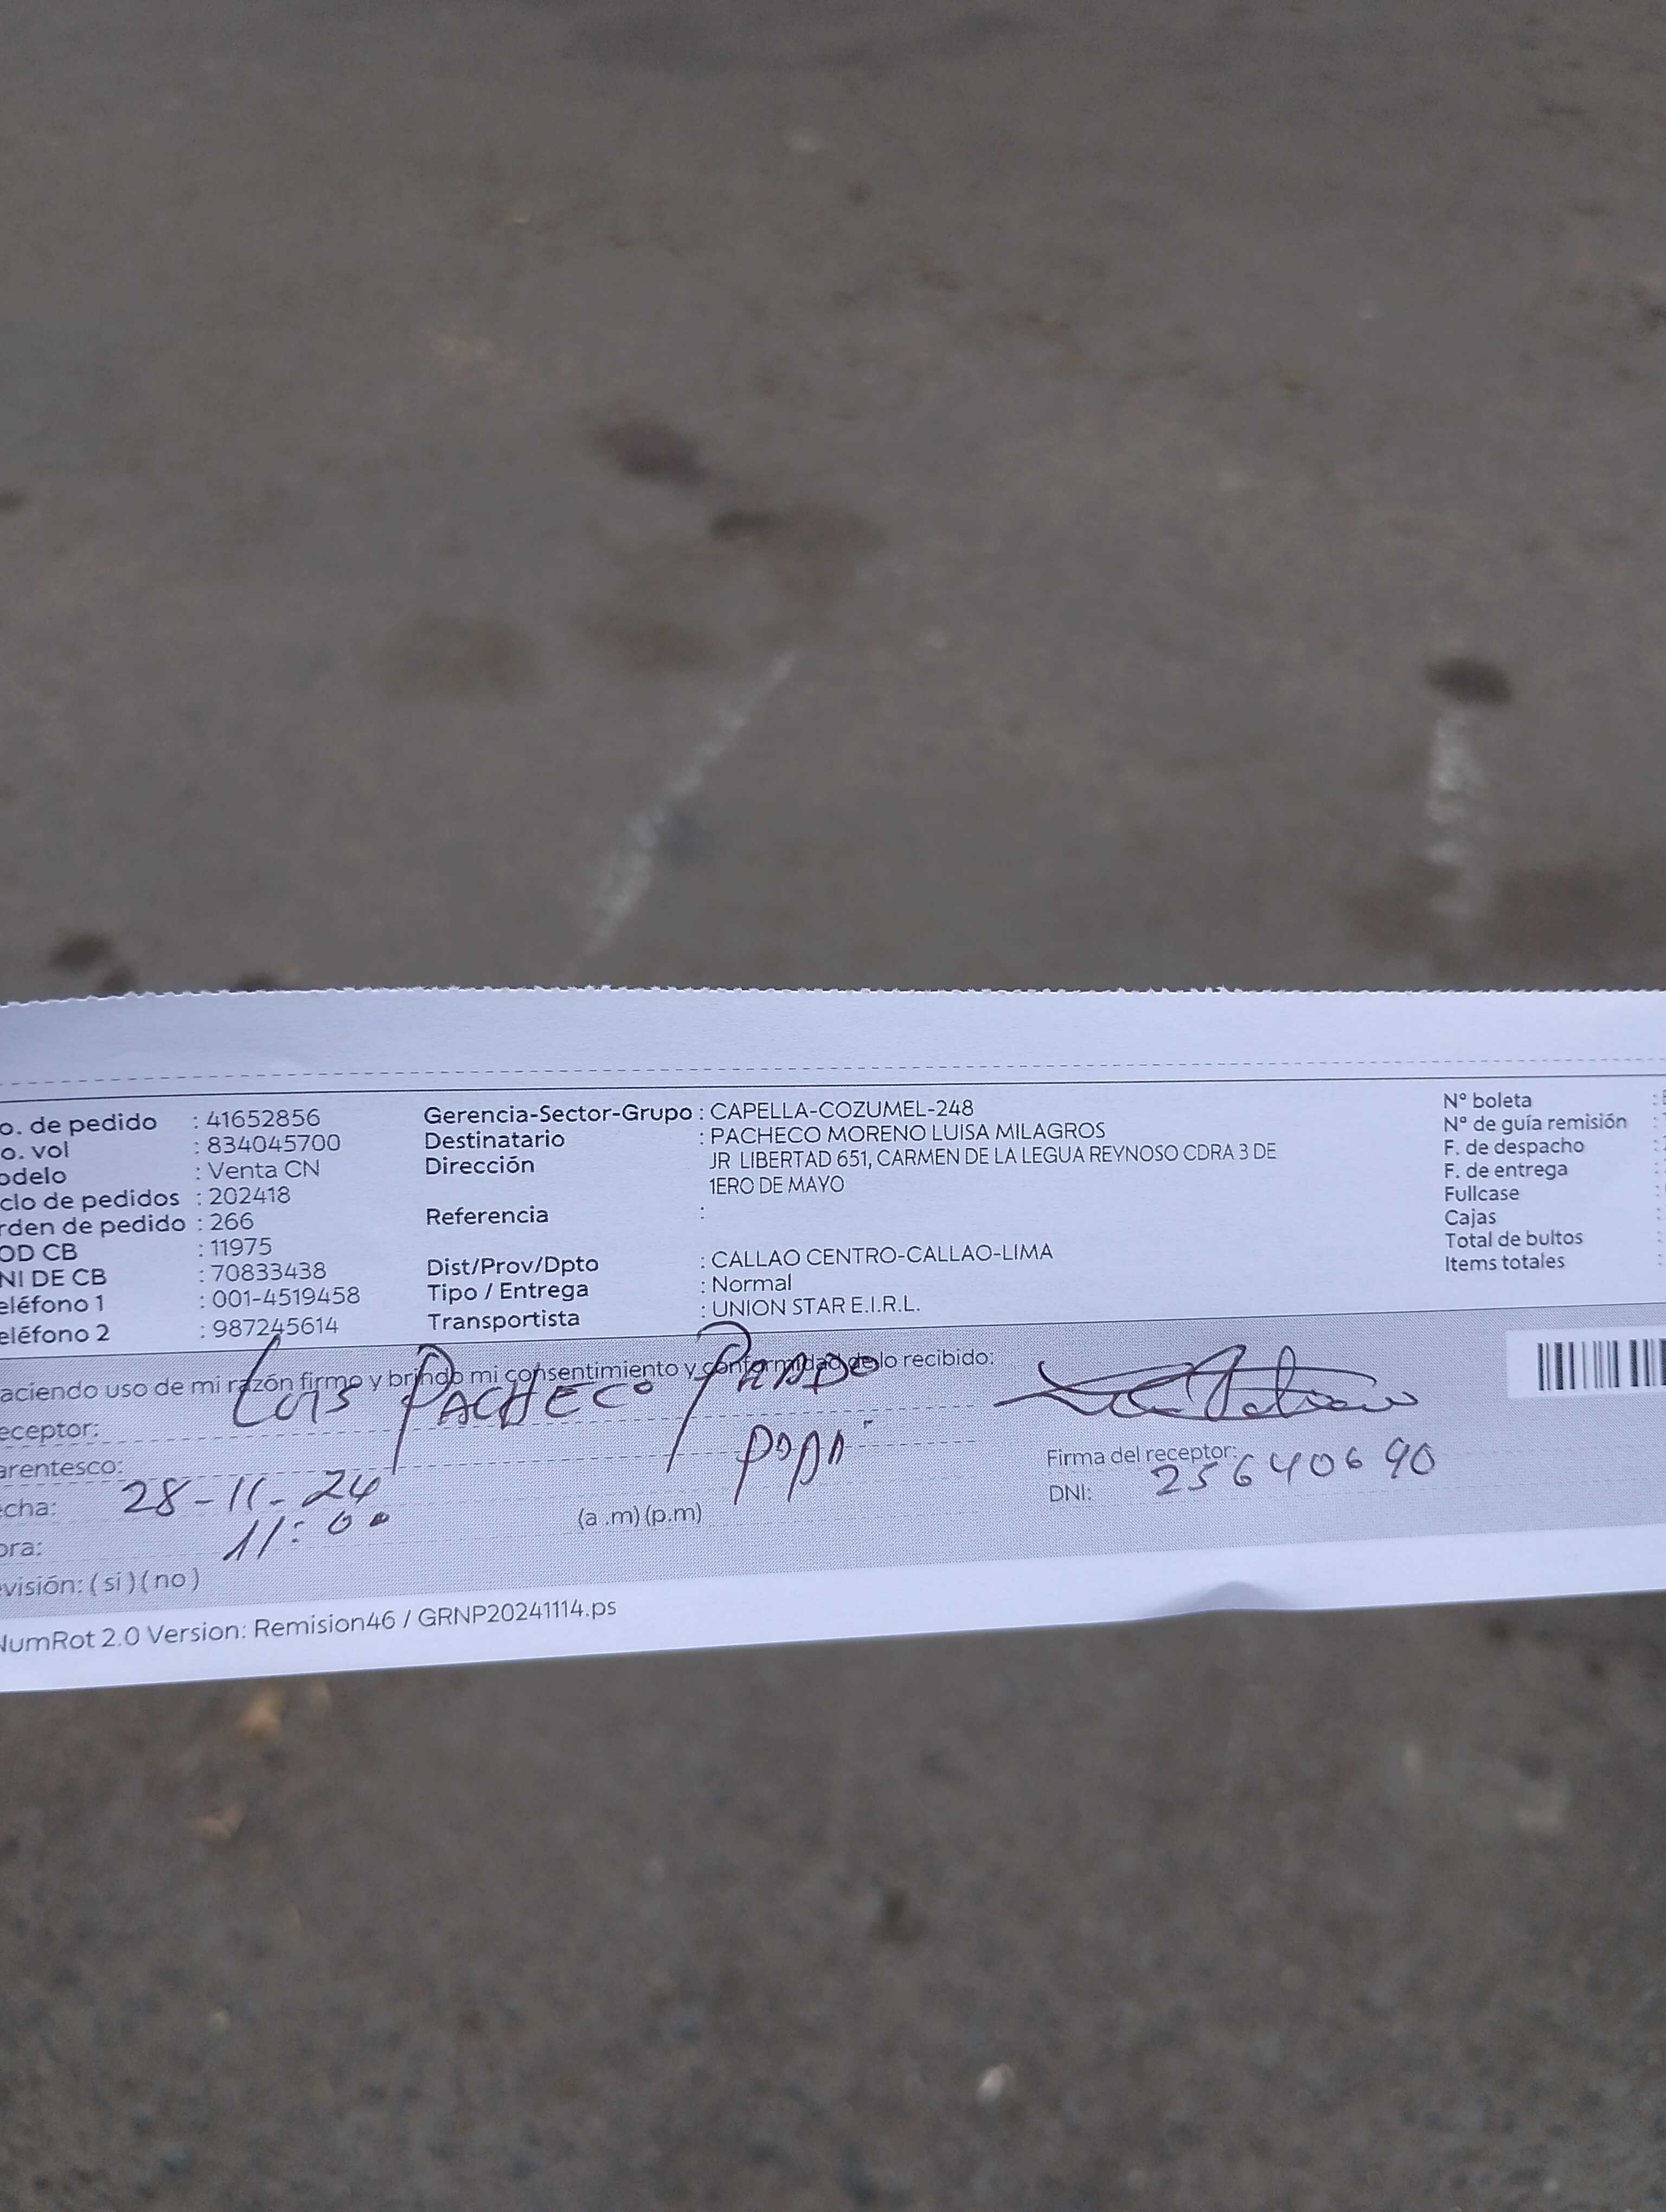 o. de pedido : 41652856
o. vol : 834045700
odelo : Venta CN
clo de pedidos : 202418
rden de pedido : 266
OD CB : 11975
NI DE CB : 70833438
eléfono 1 : 001-4519458
eléfono 2 : 987245614
Gerencia-Sector-Grupo : CAPELLA-COZUMEL-248
Destinatario : PACHECO MORENO LUISA MILAGROS
Dirección JR LIBERTAD 651, CARMEN DE LA LEGUA REYNOSO CDRA 3 DE
1ERO DE MAYO
Referencia :
Dist/Prov/Dpto : CALLAO CENTRO-CALLAO-LIMA
Tipo / Entrega : Normal
Transportista : UNION STAR E.I.R.L.
N° boleta :
N° de guía remisión :
F. de despacho :
F. de entrega :
Fullcase :
Cajas :
Total de bultos :
Items totales :
aciendo uso de mi razón firmo y brindo mi consentimiento y conformidad de lo recibido:
eceptor: Luis PACHECO
arentesco: PAPA
echa: 28-11-24
ora: 11:00 (a .m) (p.m)
visión: ( si ) ( no )
Firma del receptor:
DNI: 25640690
NumRot 2.0 Version: Remision46 / GRNP20241114.ps